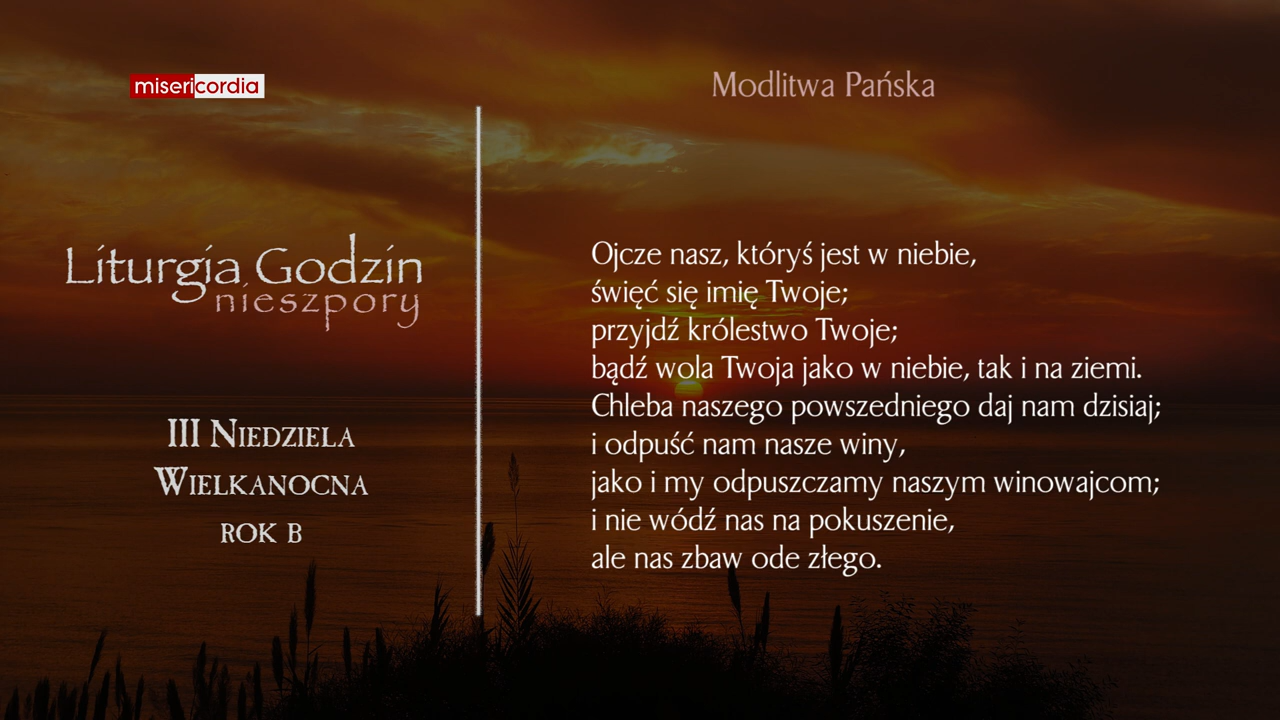 misericordia
Liturgia Godzin
nieszpory
III Niedziela
Wielkanocna
rok B
Modlitwa Pańska
Ojcze nasz, któryś jest w niebie,
święć się imię Twoje;
przyjdź królestwo Twoje;
bądź wola Twoja jako w niebie, tak i na ziemi.
Chleba naszego powszedniego daj nam dzisiaj;
i odpuść nam nasze winy,
jako i my odpuszczamy naszym winowajcom;
i nie wódź nas na pokuszenie,
ale nas zbaw ode złego.